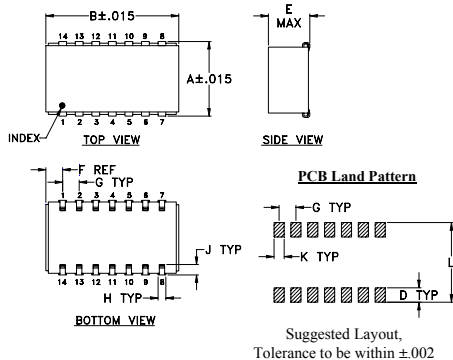 B±.015
E
MAX
14 13 12 11 10 9 8
A±.015
1 2 3 4 5 6 7
INDEX
TOP VIEW
SIDE VIEW
F REF
G TYP
1 2 3 4 5 6 7
J TYP
14 13 12 11 10 9 8
H TYP
BOTTOM VIEW
PCB Land Pattern
G TYP
K TYP
L
D TYP
Suggested Layout,
Tolerance to be within ±.002